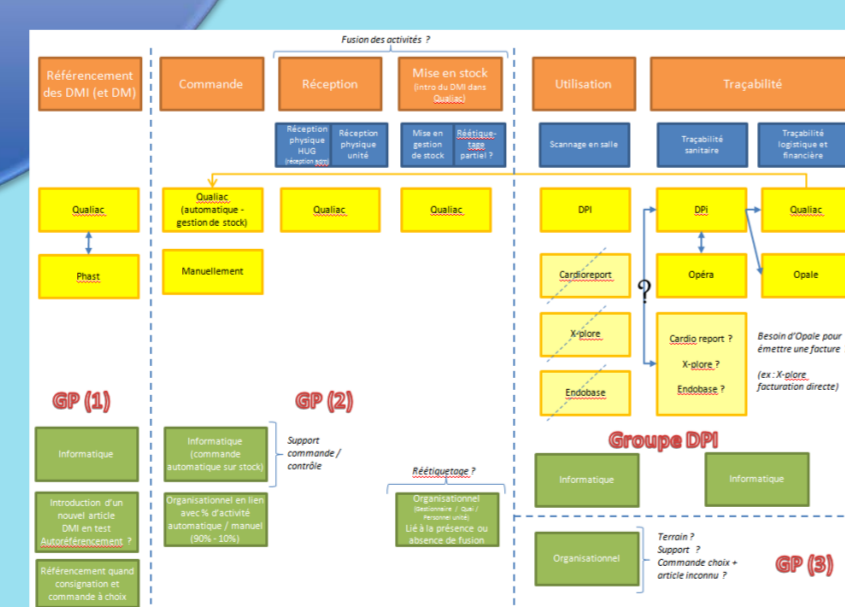 Fusion des activités ?
Référencement
des DMI (et DM)
Commande
Réception
Mise en stock
(intro du DMI dans
Qualiac)
Utilisation
Traçabilité
Réception
physique
HUG
Réception
physique
unité
Mise en
gestion
de stock
Réétique-
tage
partiel ?
Scannage en salle
Traçabilité
sanitaire
Traçabilité
logistique et
financière
Qualiac
Qualiac
(automatique -
gestion de stock)
Qualiac
Qualiac
DPI
DPi
Qualiac
Phast
Manuellement
Cardioreport
Opéra
Opale
?
X-plore
Endobase
Cardio report ?
X-plore ?
Endobase ?
Besoin d'Opale pour
émettre une facture
(ex : X-plore
facturation directe)
GP (1)
GP (2)
Groupe DPI
Informatique
Informatique
(commande
automatique sur stock)
Support
commande /
contrôle
Réétiquetage ?
Informatique
Informatique
Introduction d'un
nouvel article
DMI en test
Autoréférencement ?
Organisationnel en lien
avec % d'activité
automatique / manuel
(90% - 10%)
Organisationnel
(Gestionnaire / Quai /
Personnel unité)
Lié à la présence ou
absence de fusion
Organisationnel
Terrain ?
Support ?
Commande choix +
article inconnu ?
GP (3)
Référencement quand
consignation et
commande à choix